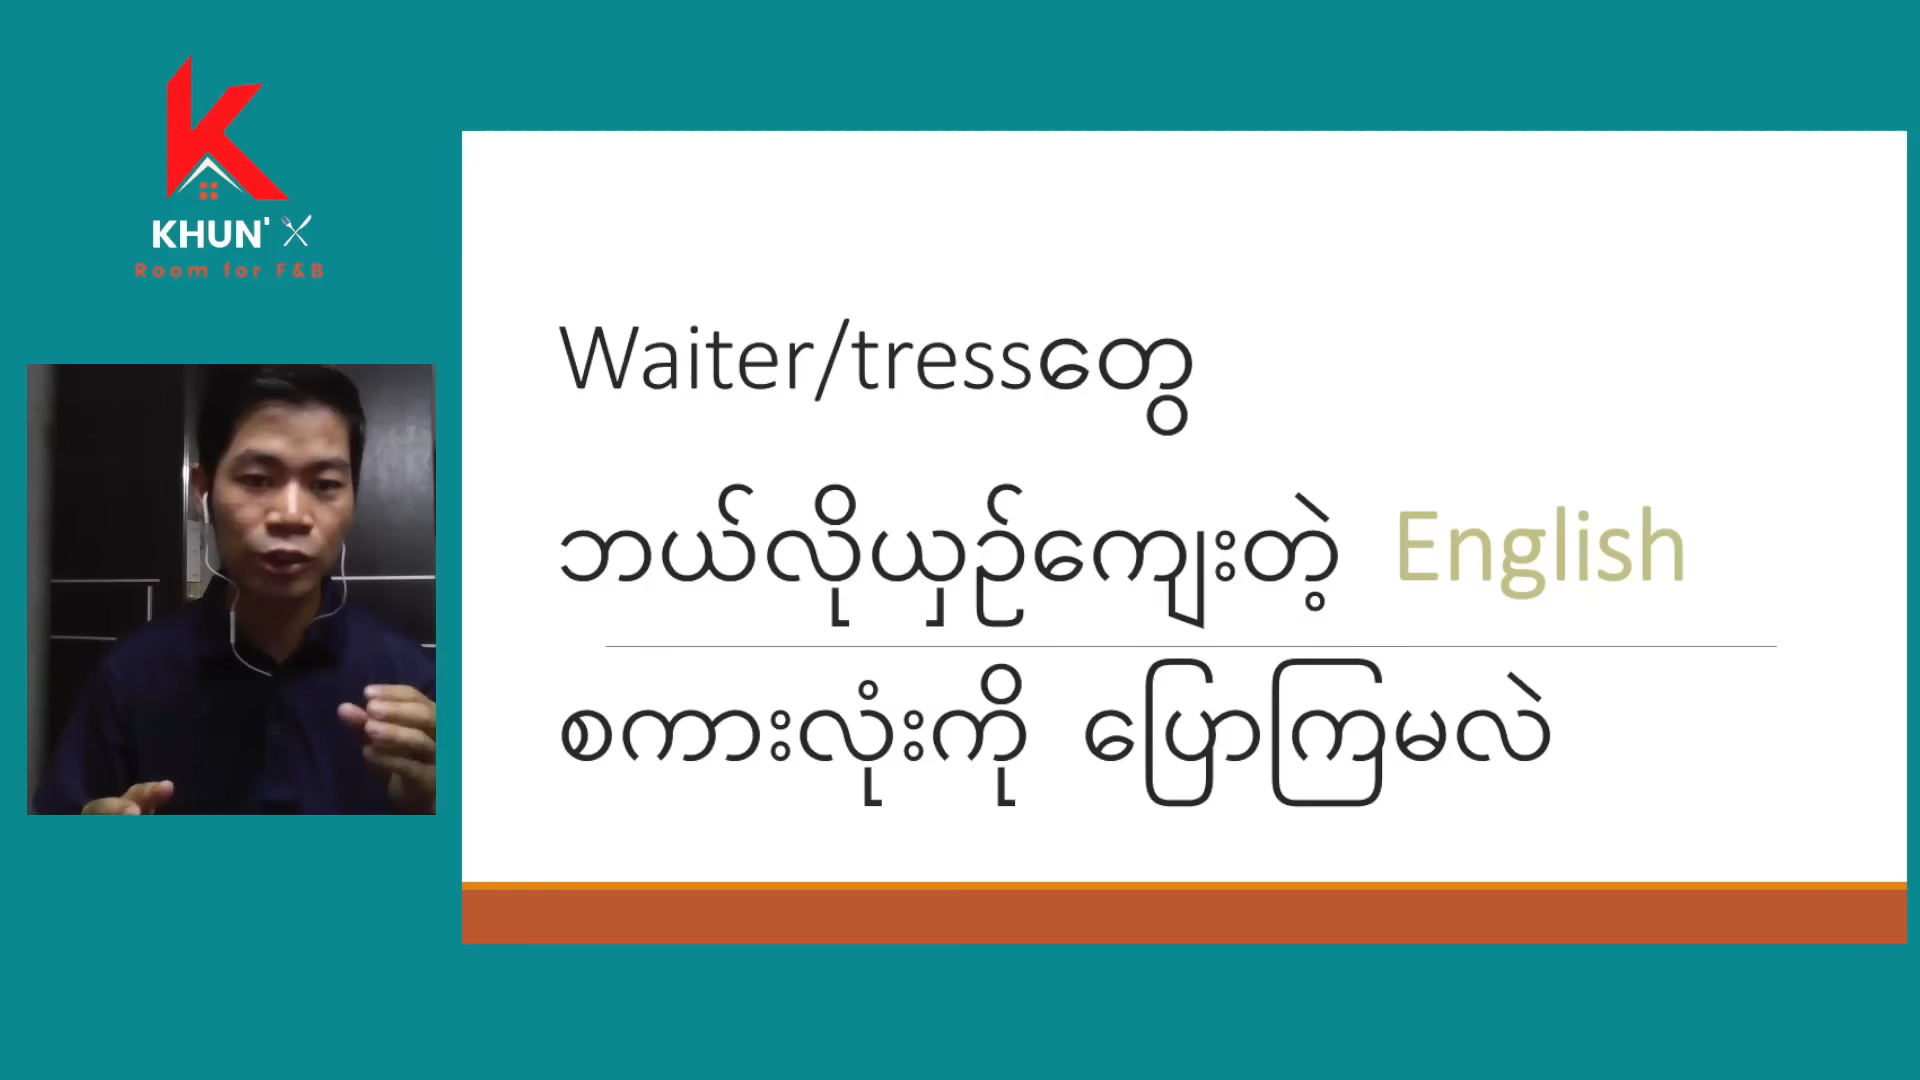 KHUN'
Room for F&B
Waiter/tressတွေ
ဘယ်လိုယှဉ်ကျေးတဲ့ English
စကားလုံးကို ပြောကြမလဲ